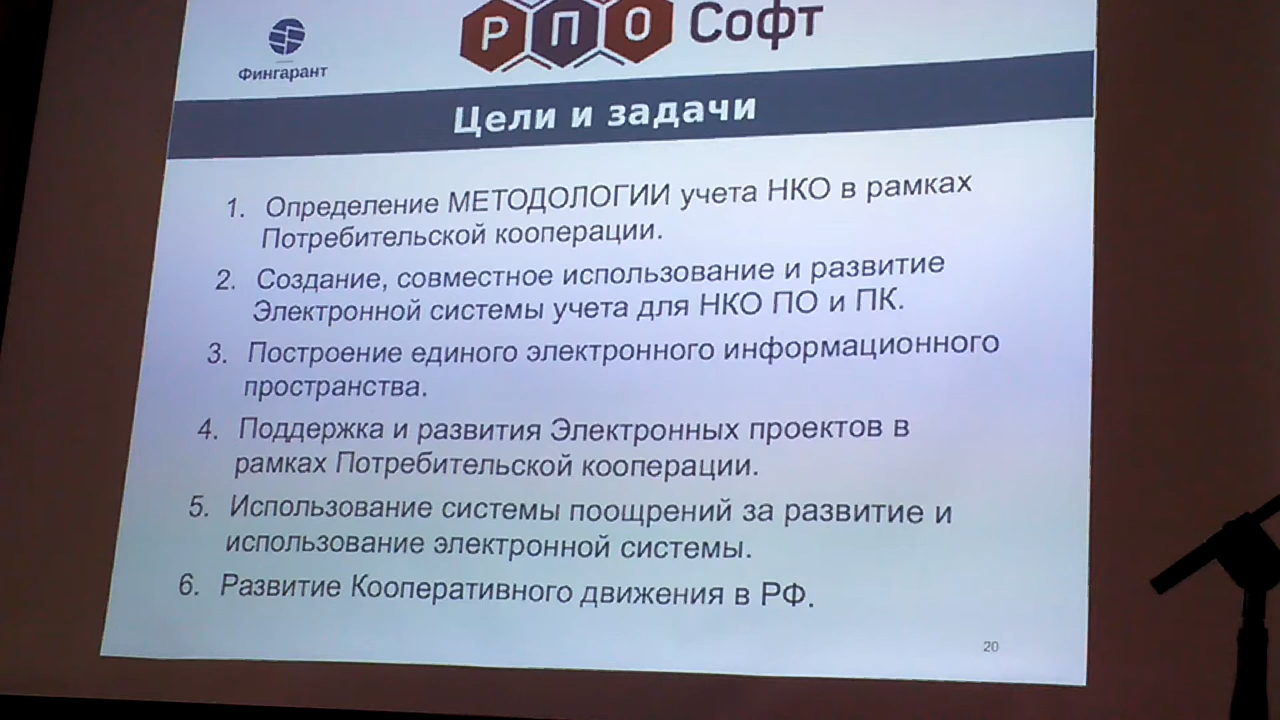 РПО Софт
Фингарант
Цели и задачи
1. Определение МЕТОДОЛОГИИ учета НКО в рамках
Потребительской кооперации.
2. Создание, совместное использование и развитие
Электронной системы учета для НКО ПО и ПК.
3. Построение единого электронного информационного
пространства.
4. Поддержка и развития Электронных проектов в
рамках Потребительской кооперации.
5. Использование системы поощрений за развитие и
использование электронной системы.
6. Развитие Кооперативного движения в РФ.
20